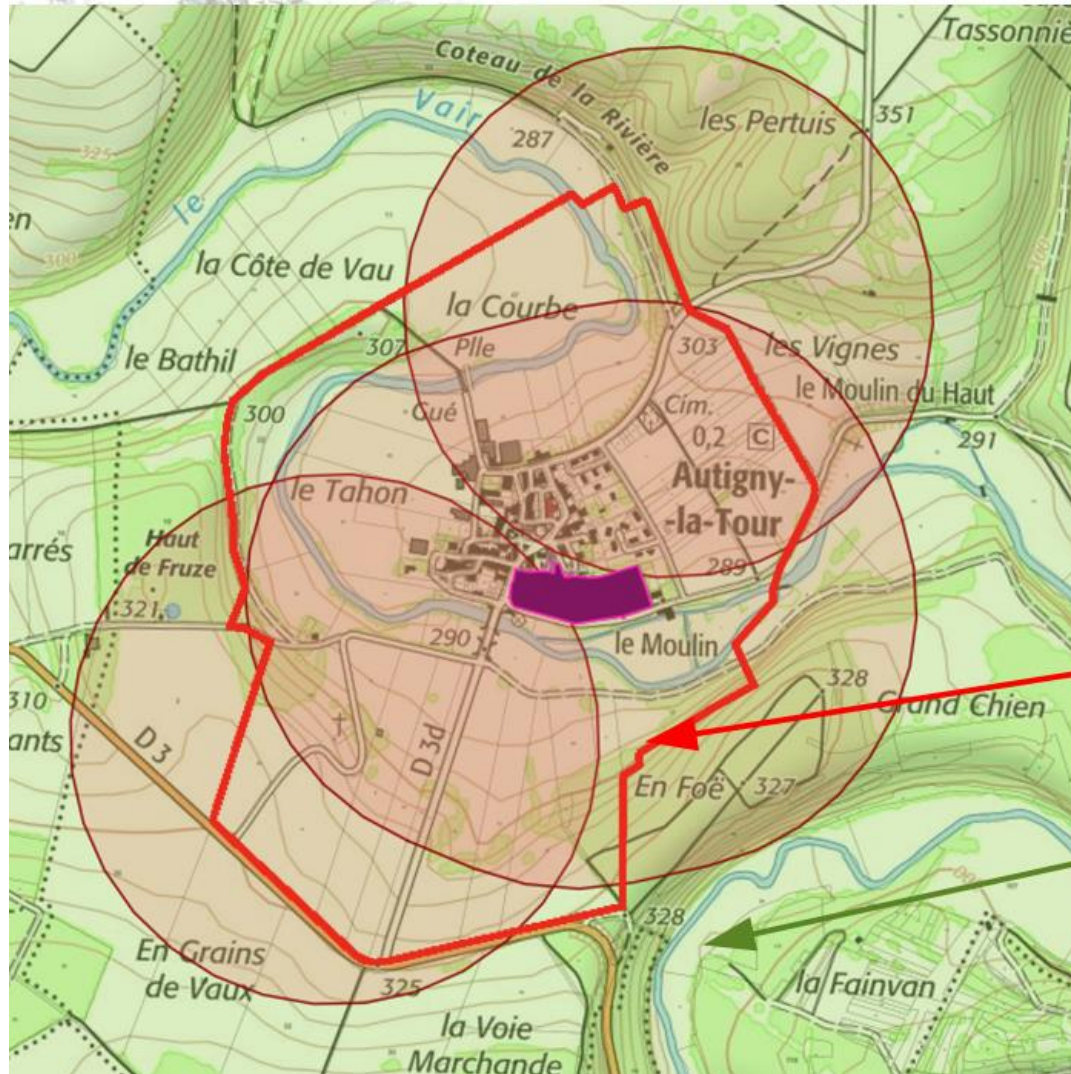 Tassonniè
Coteau de la Rivière
Vair
les Pertuis
351
287
325
le
en
300
la Côte de Vau
la Courbe
307
Plle
303
les Vignes
le Bathil
le Moulin du Haut
300
Gué
Cim.
0,2 C
291
Autigny-
-la-Tour
le Tahon
arrés
Haut
de Fruze
289
321
290
le Moulin
310
328
Grand Chien
ants
D 3
D 3d
En Foë
327
328
En Grains
de Vaux
325
la Fainvan
la Voie
Marchande